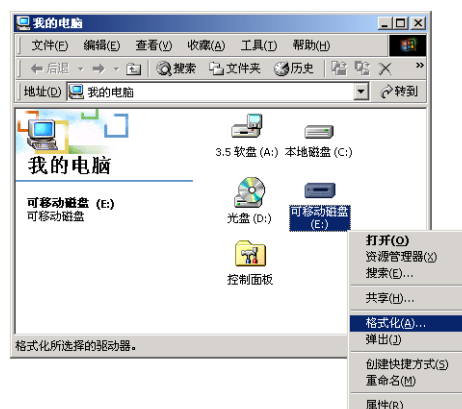 我的电脑
文件(F) 编辑(E) 查看(V) 收藏(A) 工具(T) 帮助(H)
后退 搜索 文件夹 历史 »
地址(D) 我的电脑 转到
我的电脑
可移动磁盘 (E:)
可移动磁盘
3.5 软盘 (A:) 本地磁盘 (C:)
光盘 (D:) 可移动磁盘
(E:)
控制面板
打开(O)
资源管理器(X)
搜索(E)...
共享(H)...
格式化(A)...
弹出(J)
创建快捷方式(S)
重命名(M)
属性(R)
格式化所选择的驱动器。